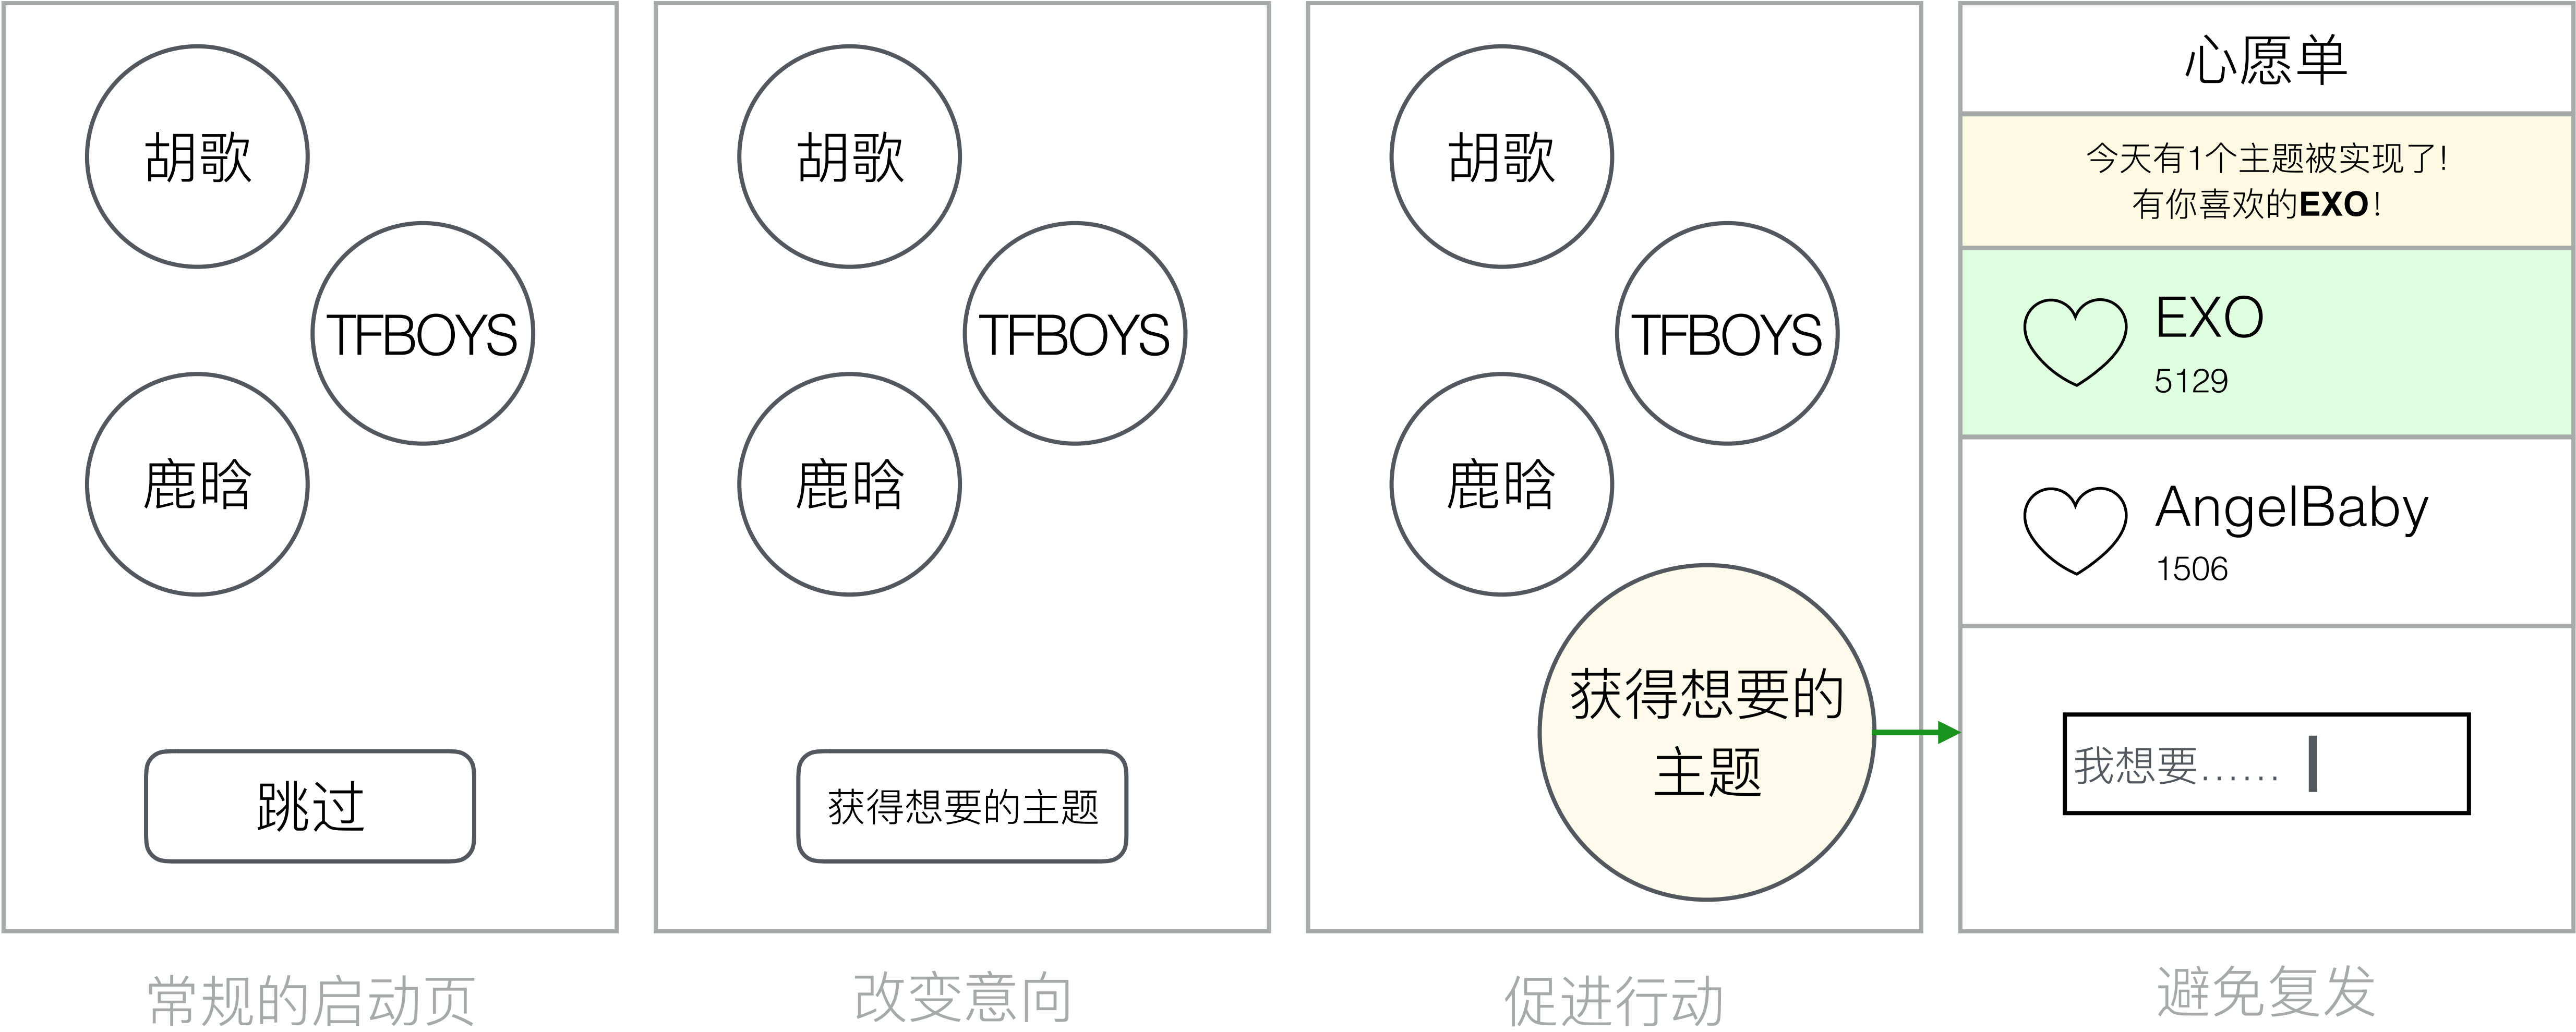 胡歌
TFBOYS
鹿晗
跳过
常规的启动页
胡歌
TFBOYS
鹿晗
获得想要的主题
改变意向
胡歌
TFBOYS
鹿晗
获得想要的
主题
促进行动
心愿单
今天有1个主题被实现了!
有你喜欢的EXO!
EXO
5129
AngelBaby
1506
我想要......
避免复发